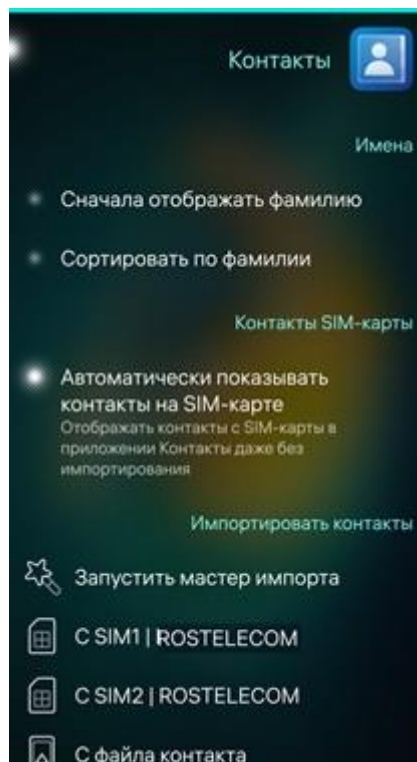 Контакты
Имена
Сначала отображать фамилию
Сортировать по фамилии
Контакты SIM-карты
Автоматически показывать
контакты на SIM-карте
Отображать контакты с SIM-карты в
приложении Контакты даже без
импортирования
Импортировать контакты
Запустить мастер импорта
С SIM1 | ROSTELECOM
С SIM2 | ROSTELECOM
С файла контакта